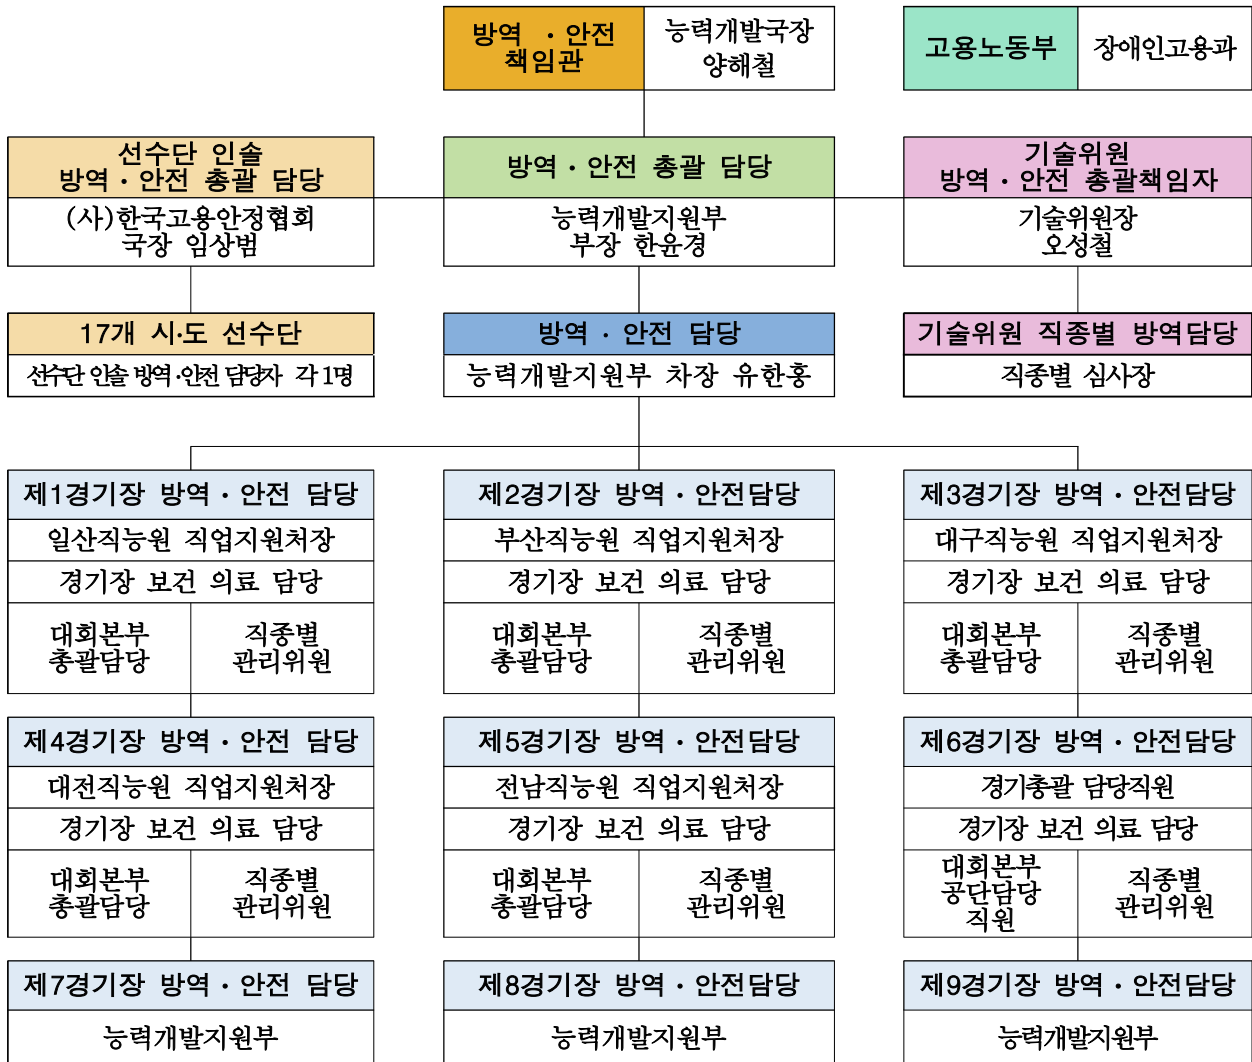 방역 · 안전
책임관
능력개발국장
양해철
고용노동부
장애인고용과
선수단 인솔
방역 · 안전 총괄 담당
(사)한국고용안정협회
국장 임상범
방역 · 안전 총괄 담당
능력개발지원부
부장 한윤경
기술위원
방역 · 안전 총괄책임자
기술위원장
오성철
17개 시·도 선수단
선수단 인솔 방역·안전 담당자 각 1명
방역 · 안전 담당
능력개발지원부 차장 유한홍
기술위원 직종별 방역담당
직종별 심사장
제1경기장 방역 · 안전 담당
일산직능원 직업지원처장
경기장 보건 의료 담당
대회본부
총괄담당
직종별
관리위원
제2경기장 방역 · 안전담당
부산직능원 직업지원처장
경기장 보건 의료 담당
대회본부
총괄담당
직종별
관리위원
제3경기장 방역 · 안전담당
대구직능원 직업지원처장
경기장 보건 의료 담당
대회본부
총괄담당
직종별
관리위원
제4경기장 방역 · 안전 담당
대전직능원 직업지원처장
경기장 보건 의료 담당
대회본부
총괄담당
직종별
관리위원
제5경기장 방역 · 안전담당
전남직능원 직업지원처장
경기장 보건 의료 담당
대회본부
총괄담당
직종별
관리위원
제6경기장 방역 · 안전담당
경기총괄 담당직원
경기장 보건 의료 담당
대회본부
공단담당
직원
직종별
관리위원
제7경기장 방역 · 안전 담당
능력개발지원부
제8경기장 방역 · 안전담당
능력개발지원부
제9경기장 방역 · 안전담당
능력개발지원부